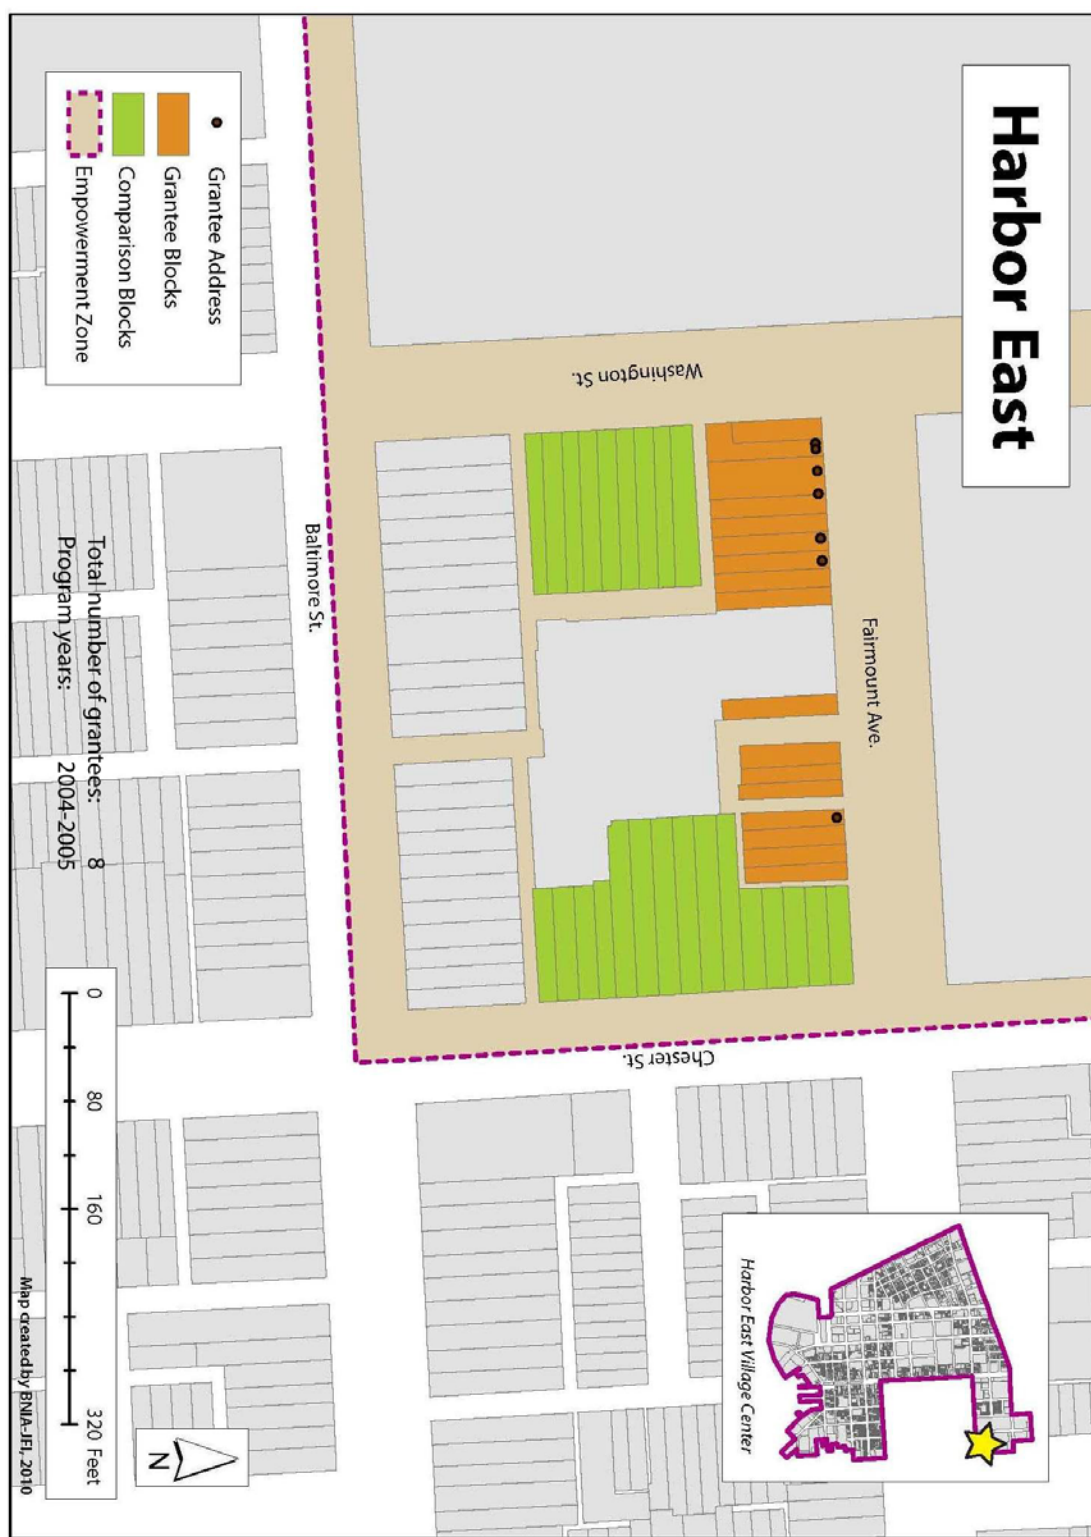 Harbor East
Grantee Address
Grantee Blocks
Comparison Blocks
Empowerment Zone
Washington St.
Fairmount Ave.
Baltimore St.
Chester St.
Total number of grantees: 8
Program years: 2004-2005
Harbor East Village Center
0 80 160 320 Feet
N
Map created by BNIA-JFI, 2010